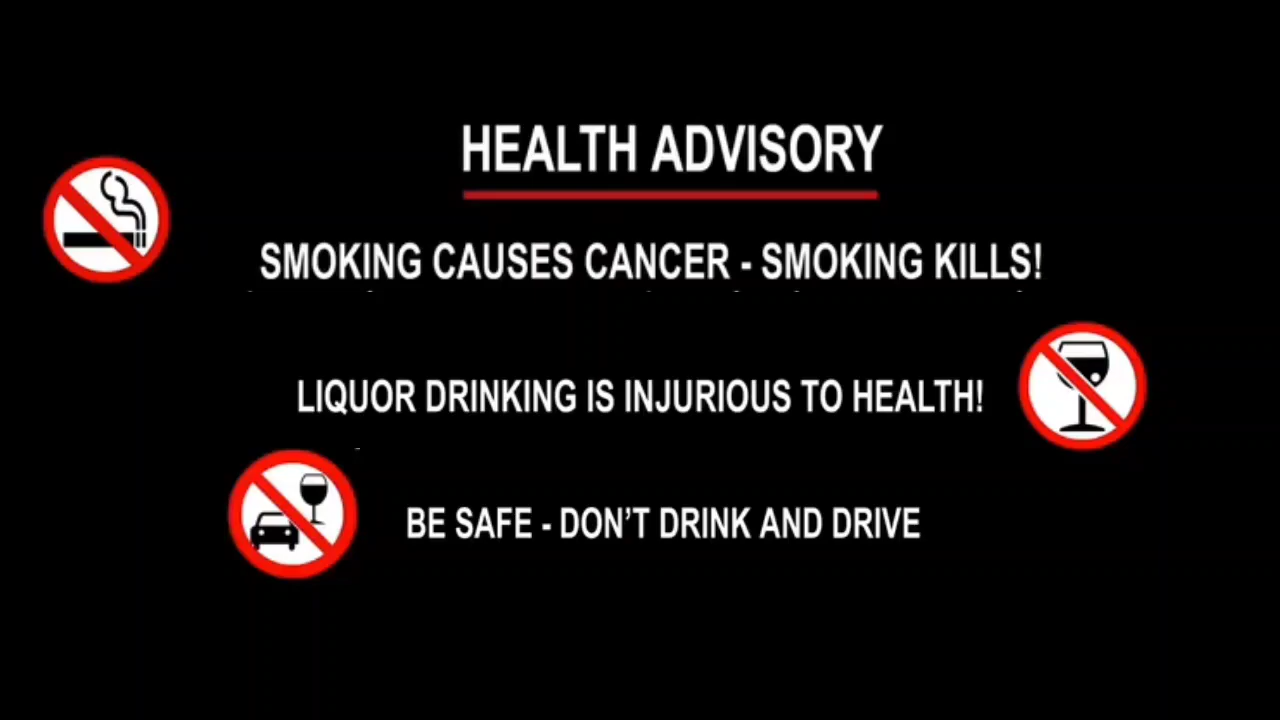 HEALTH ADVISORY
SMOKING CAUSES CANCER - SMOKING KILLS!
LIQUOR DRINKING IS INJURIOUS TO HEALTH!
BE SAFE - DON’T DRINK AND DRIVE